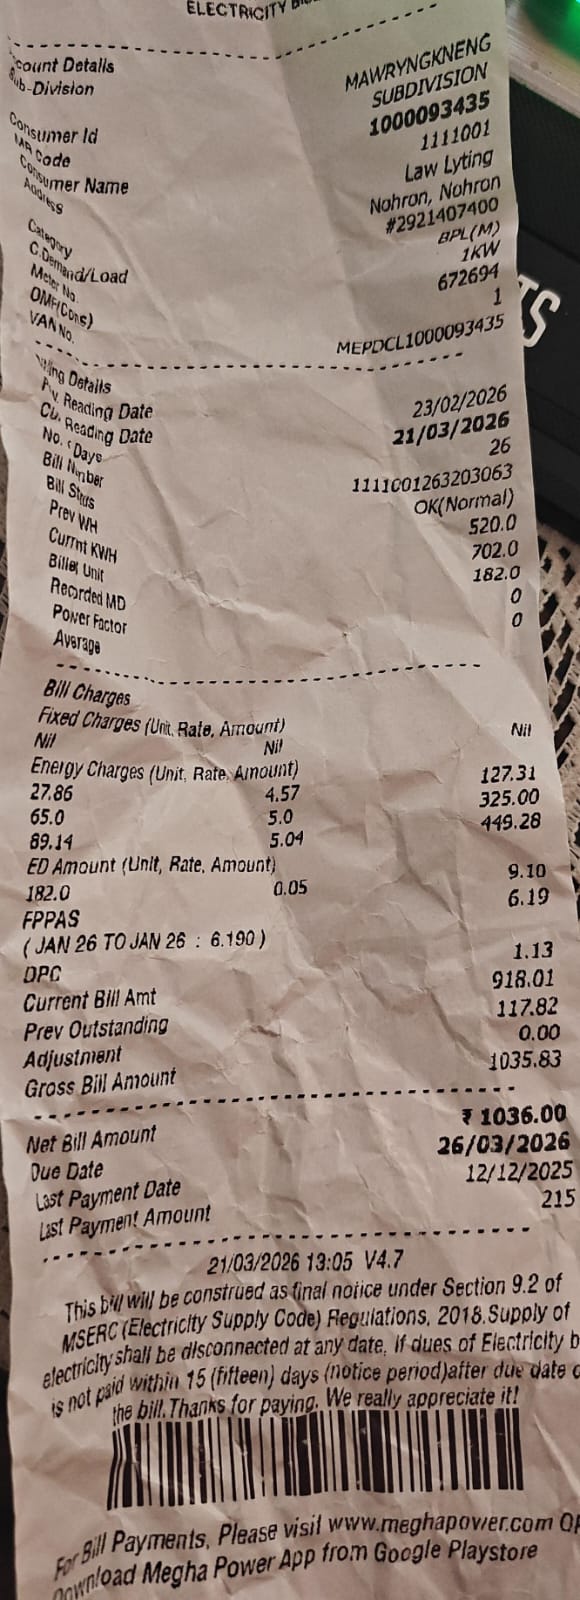 ELECTRICITY
count Details
ub-Division MAWRYNGKNENG
SUBDIVISION
Consumer Id 1000093435
MR Code 1111001
Consumer Name Law Lyting
Address Nohron, Nohron
#2921407400
Category BPL(M)
C.Demand/Load 1KW
Meter No. 672694
OMF(Cons) 1
VAN No. MEPDCL1000093435
ing Details
Reading Date 23/02/2026
Reading Date 21/03/2026
No. Days 26
Bill Number 1111001263203063
Bill Status OK(Normal)
Prev WH 520.0
Currnt KWH 702.0
Billed Unit 182.0
Recorded MD 0
Power Factor 0
Average
Bill Charges
Fixed Charges (Unit, Rate, Amount)
Nil Nil Nil
Energy Charges (Unit, Rate, Amount)
27.86 4.57 127.31
65.0 5.0 325.00
89.14 5.04 449.28
ED Amount (Unit, Rate, Amount)
182.0 0.05 9.10
FPPAS 6.19
( JAN 26 TO JAN 26 : 6.190 )
DPC 1.13
Current Bill Amt 918.01
Prev Outstanding 117.82
Adjustment 0.00
Gross Bill Amount 1035.83
Net Bill Amount ₹ 1036.00
Due Date 26/03/2026
Last Payment Date 12/12/2025
Last Payment Amount 215
21/03/2026 13:05 V4.7
This bill will be construed as final notice under Section 9.2 of
MSERC (Electricity Supply Code) Regulations, 2018.Supply of
electricity shall be disconnected at any date, if dues of Electricity b
is not paid within 15 (fifteen) days (notice period)after due date o
the bill.Thanks for paying. We really appreciate it!
For Bill Payments, Please visit www.meghapower.com OR
Download Megha Power App from Google Playstore
TS